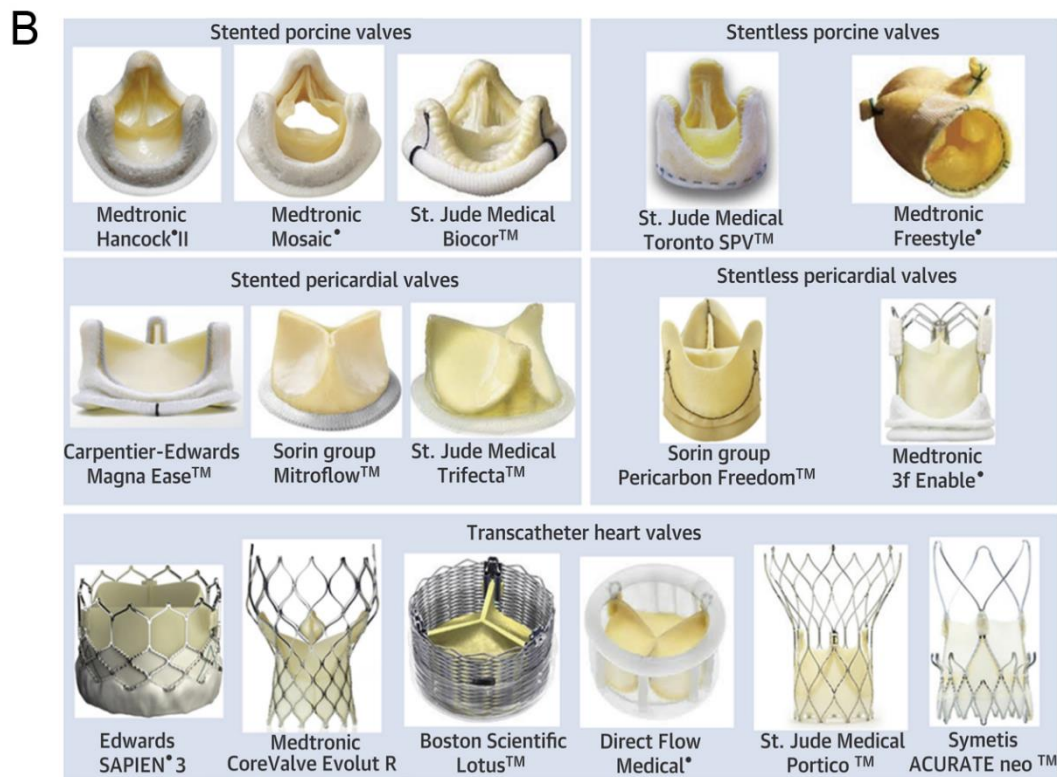 B
Stented porcine valves
Medtronic
Hancock•II
Medtronic
Mosaic•
St. Jude Medical
Biocor™
Stentless porcine valves
St. Jude Medical
Toronto SPV™
Medtronic
Freestyle•
Stented pericardial valves
Carpentier-Edwards
Magna Ease™
Sorin group
Mitroflow™
St. Jude Medical
Trifecta™
Stentless pericardial valves
Sorin group
Pericarbon Freedom™
Medtronic
3f Enable•
Transcatheter heart valves
Edwards
SAPIEN• 3
Medtronic
CoreValve Evolut R
Boston Scientific
Lotus™
Direct Flow
Medical•
St. Jude Medical
Portico ™
Symetis
ACURATE neo ™